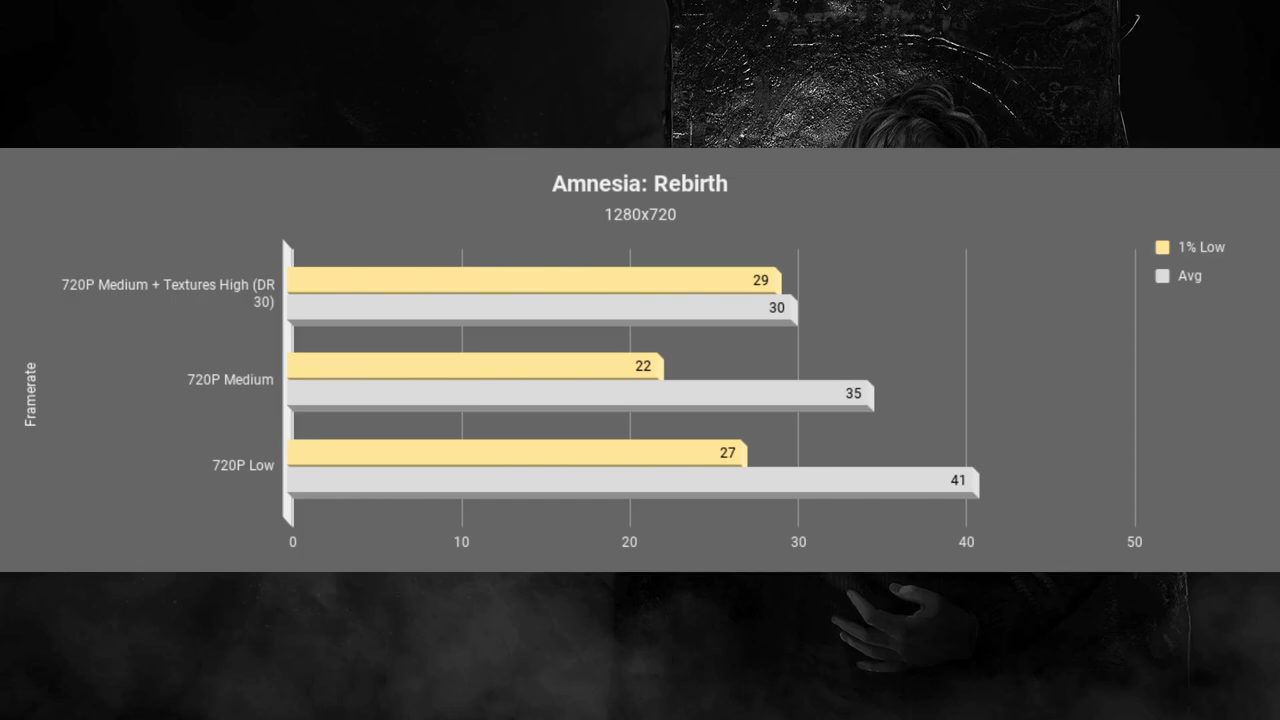 Amnesia: Rebirth
1280x720
1% Low
Avg
720P Medium + Textures High (DR
30)
29
30
720P Medium
22
35
720P Low
27
41
Framerate
0 10 20 30 40 50